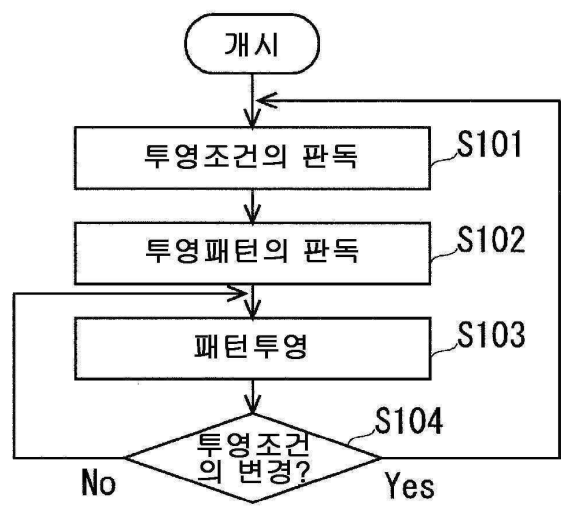 개시
투영조건의 판독
S101
투영패턴의 판독
S102
패턴투영
S103
투영조건
의 변경?
S104
No
Yes